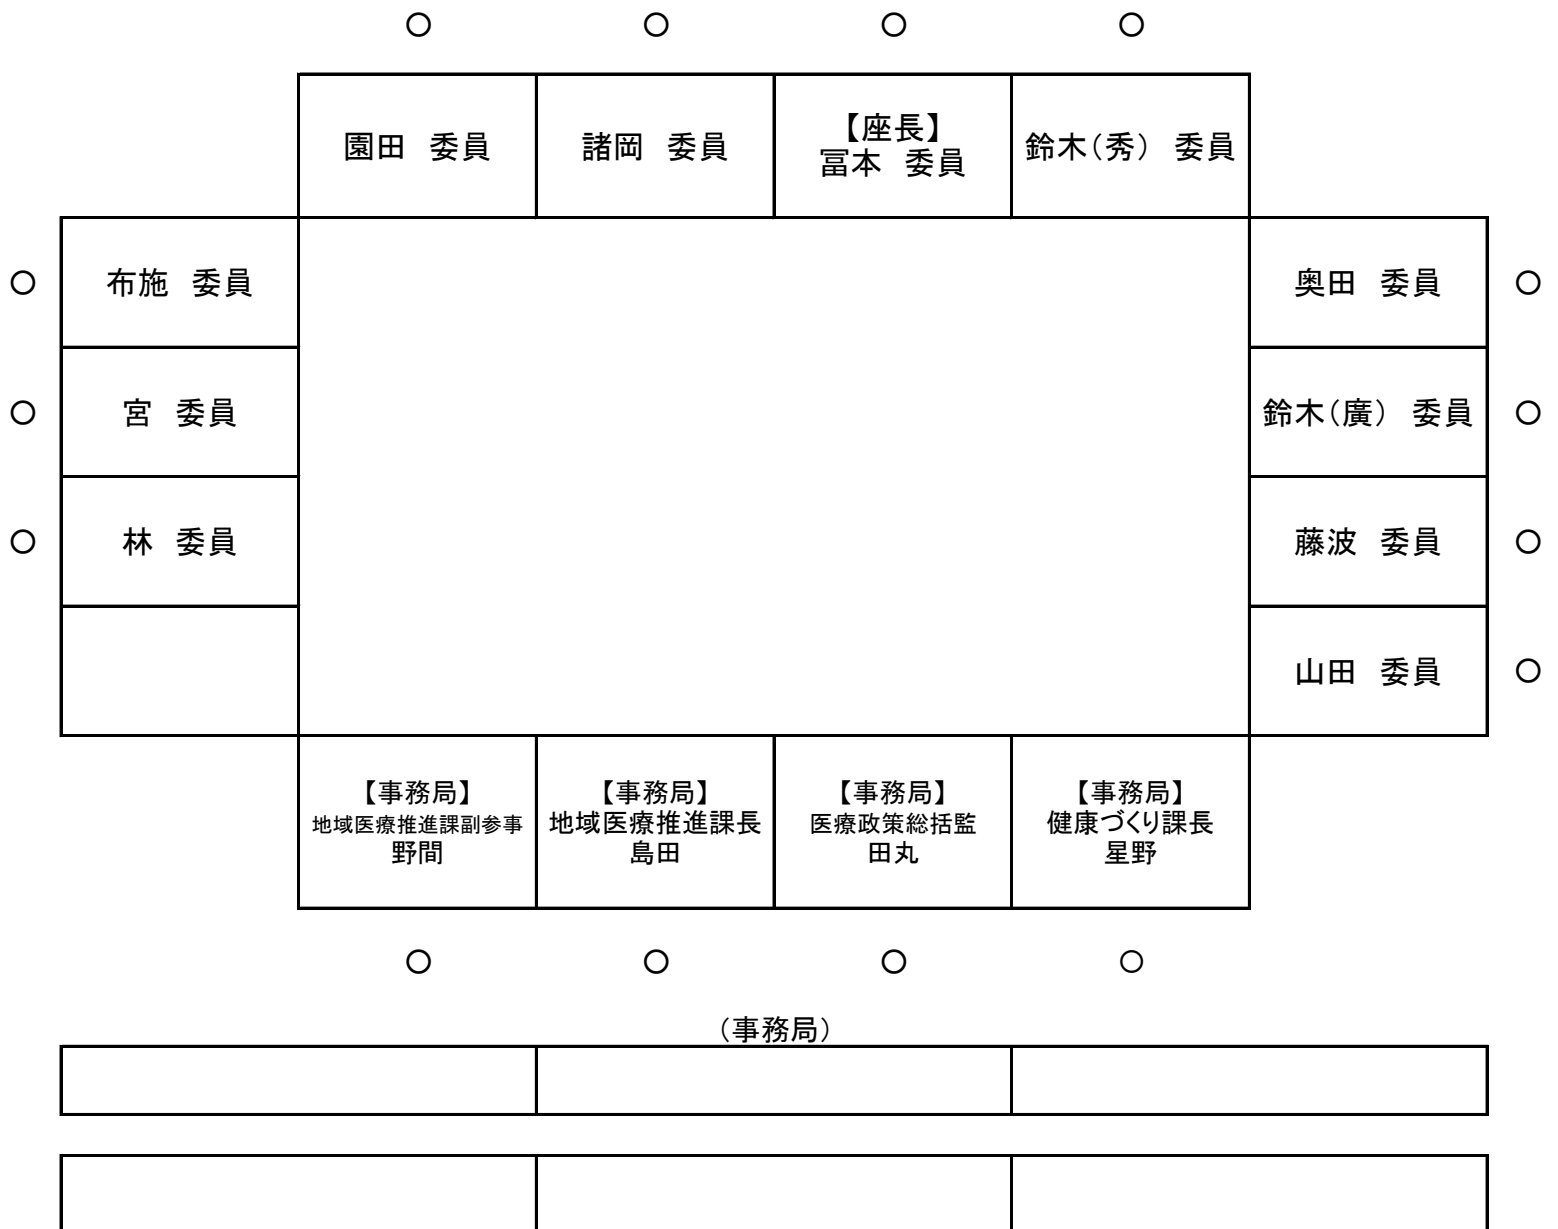 ○ ○ ○ ○
園田 委員
諸岡 委員
【座長】
冨本 委員
鈴木(秀) 委員
○ 布施 委員
奥田 委員 ○
○ 宮 委員
鈴木(廣) 委員 ○
○ 林 委員
藤波 委員 ○
山田 委員 ○
【事務局】
地域医療推進課副参事
野間
【事務局】
地域医療推進課長
島田
【事務局】
医療政策総括監
田丸
【事務局】
健康づくり課長
星野
○ ○ ○ ○
(事務局)